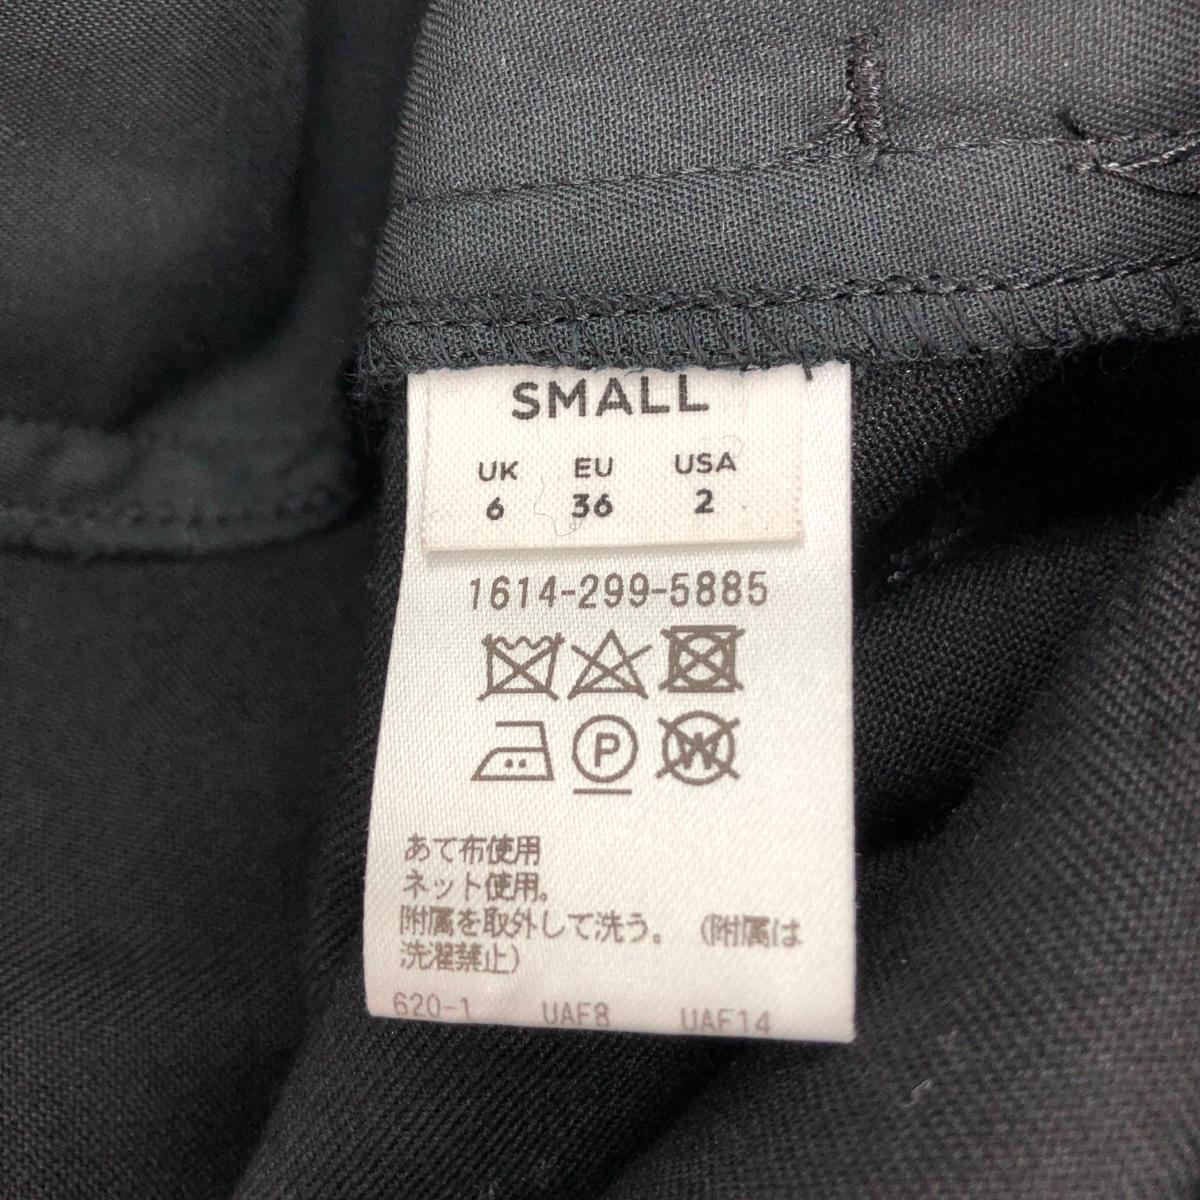 SMALL
UK EU USA
6 36 2
1614-299-5885
P W
あて布使用
ネット使用。
附属を取外して洗う。（附属は
洗濯禁止）
620-1 UAF8 UAF14